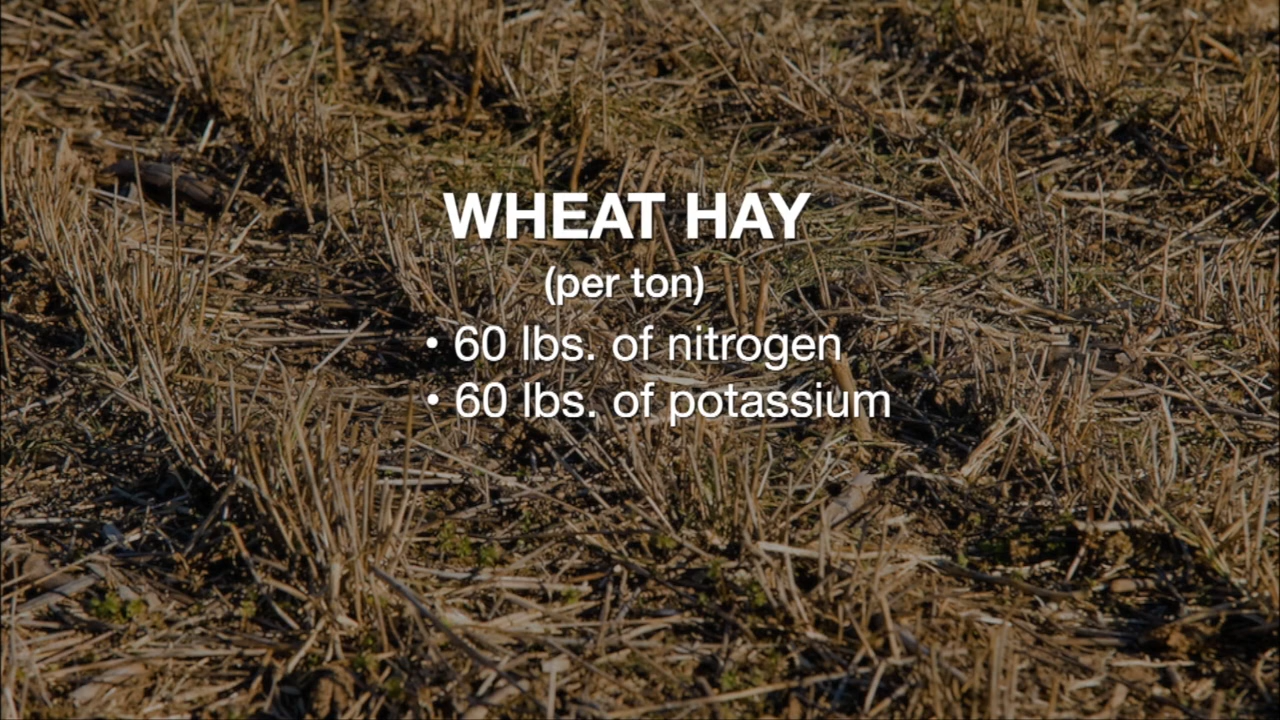 WHEAT HAY
(per ton)
• 60 lbs. of nitrogen
• 60 lbs. of potassium